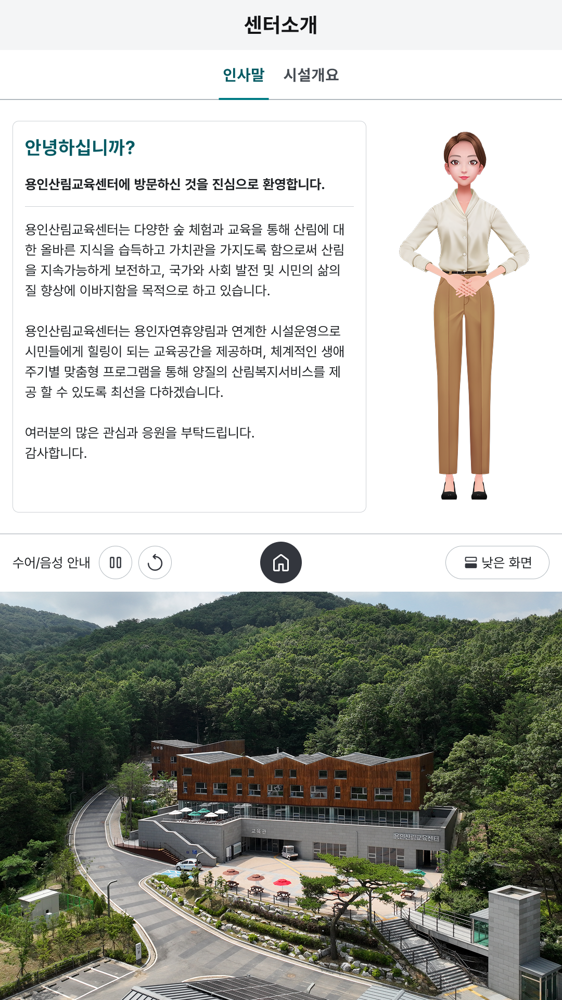 센터소개
인사말 시설개요
안녕하십니까?
용인산림교육센터에 방문하신 것을 진심으로 환영합니다.
용인산림교육센터는 다양한 숲 체험과 교육을 통해 산림에 대
한 올바른 지식을 습득하고 가치관을 가지도록 함으로써 산림
을 지속가능하게 보전하고, 국가와 사회 발전 및 시민의 삶의
질 향상에 이바지함을 목적으로 하고 있습니다.
용인산림교육센터는 용인자연휴양림과 연계한 시설운영으로
시민들에게 힐링이 되는 교육공간을 제공하며, 체계적인 생애
주기별 맞춤형 프로그램을 통해 양질의 산림복지서비스를 제
공 할 수 있도록 최선을 다하겠습니다.
여러분의 많은 관심과 응원을 부탁드립니다.
감사합니다.
수어/음성 안내
낮은 화면
숙박동
교육관
용인산림교육센터